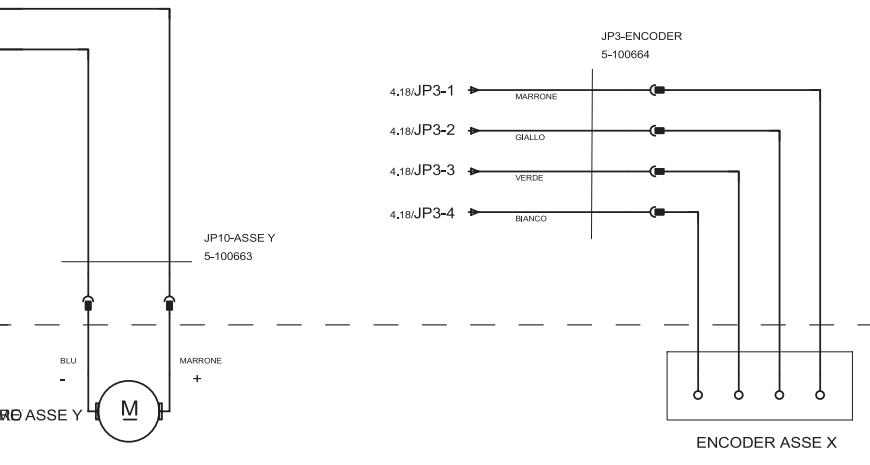 JP3-ENCODER
5-100664
4.18/JP3-1
MARRONE
4.18/JP3-2
GIALLO
4.18/JP3-3
VERDE
4.18/JP3-4
BIANCO
JP10-ASSE Y
5-100663
BLU
MARRONE
-
+
ASSE Y
M
ENCODER ASSE X